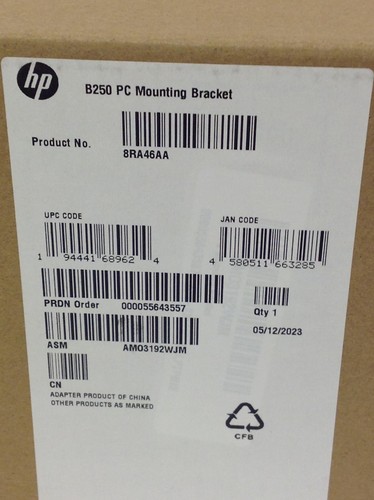 hp
B250 PC Mounting Bracket
Product No.
8RA46AA
UPC CODE
JAN CODE
1 94441 68962 4
4 580511 663285
PRDN Order 000055643557
Qty 1
05/12/2023
ASM AMO3192WJM
CN
ADAPTER PRODUCT OF CHINA
OTHER PRODUCTS AS MARKED
CFB